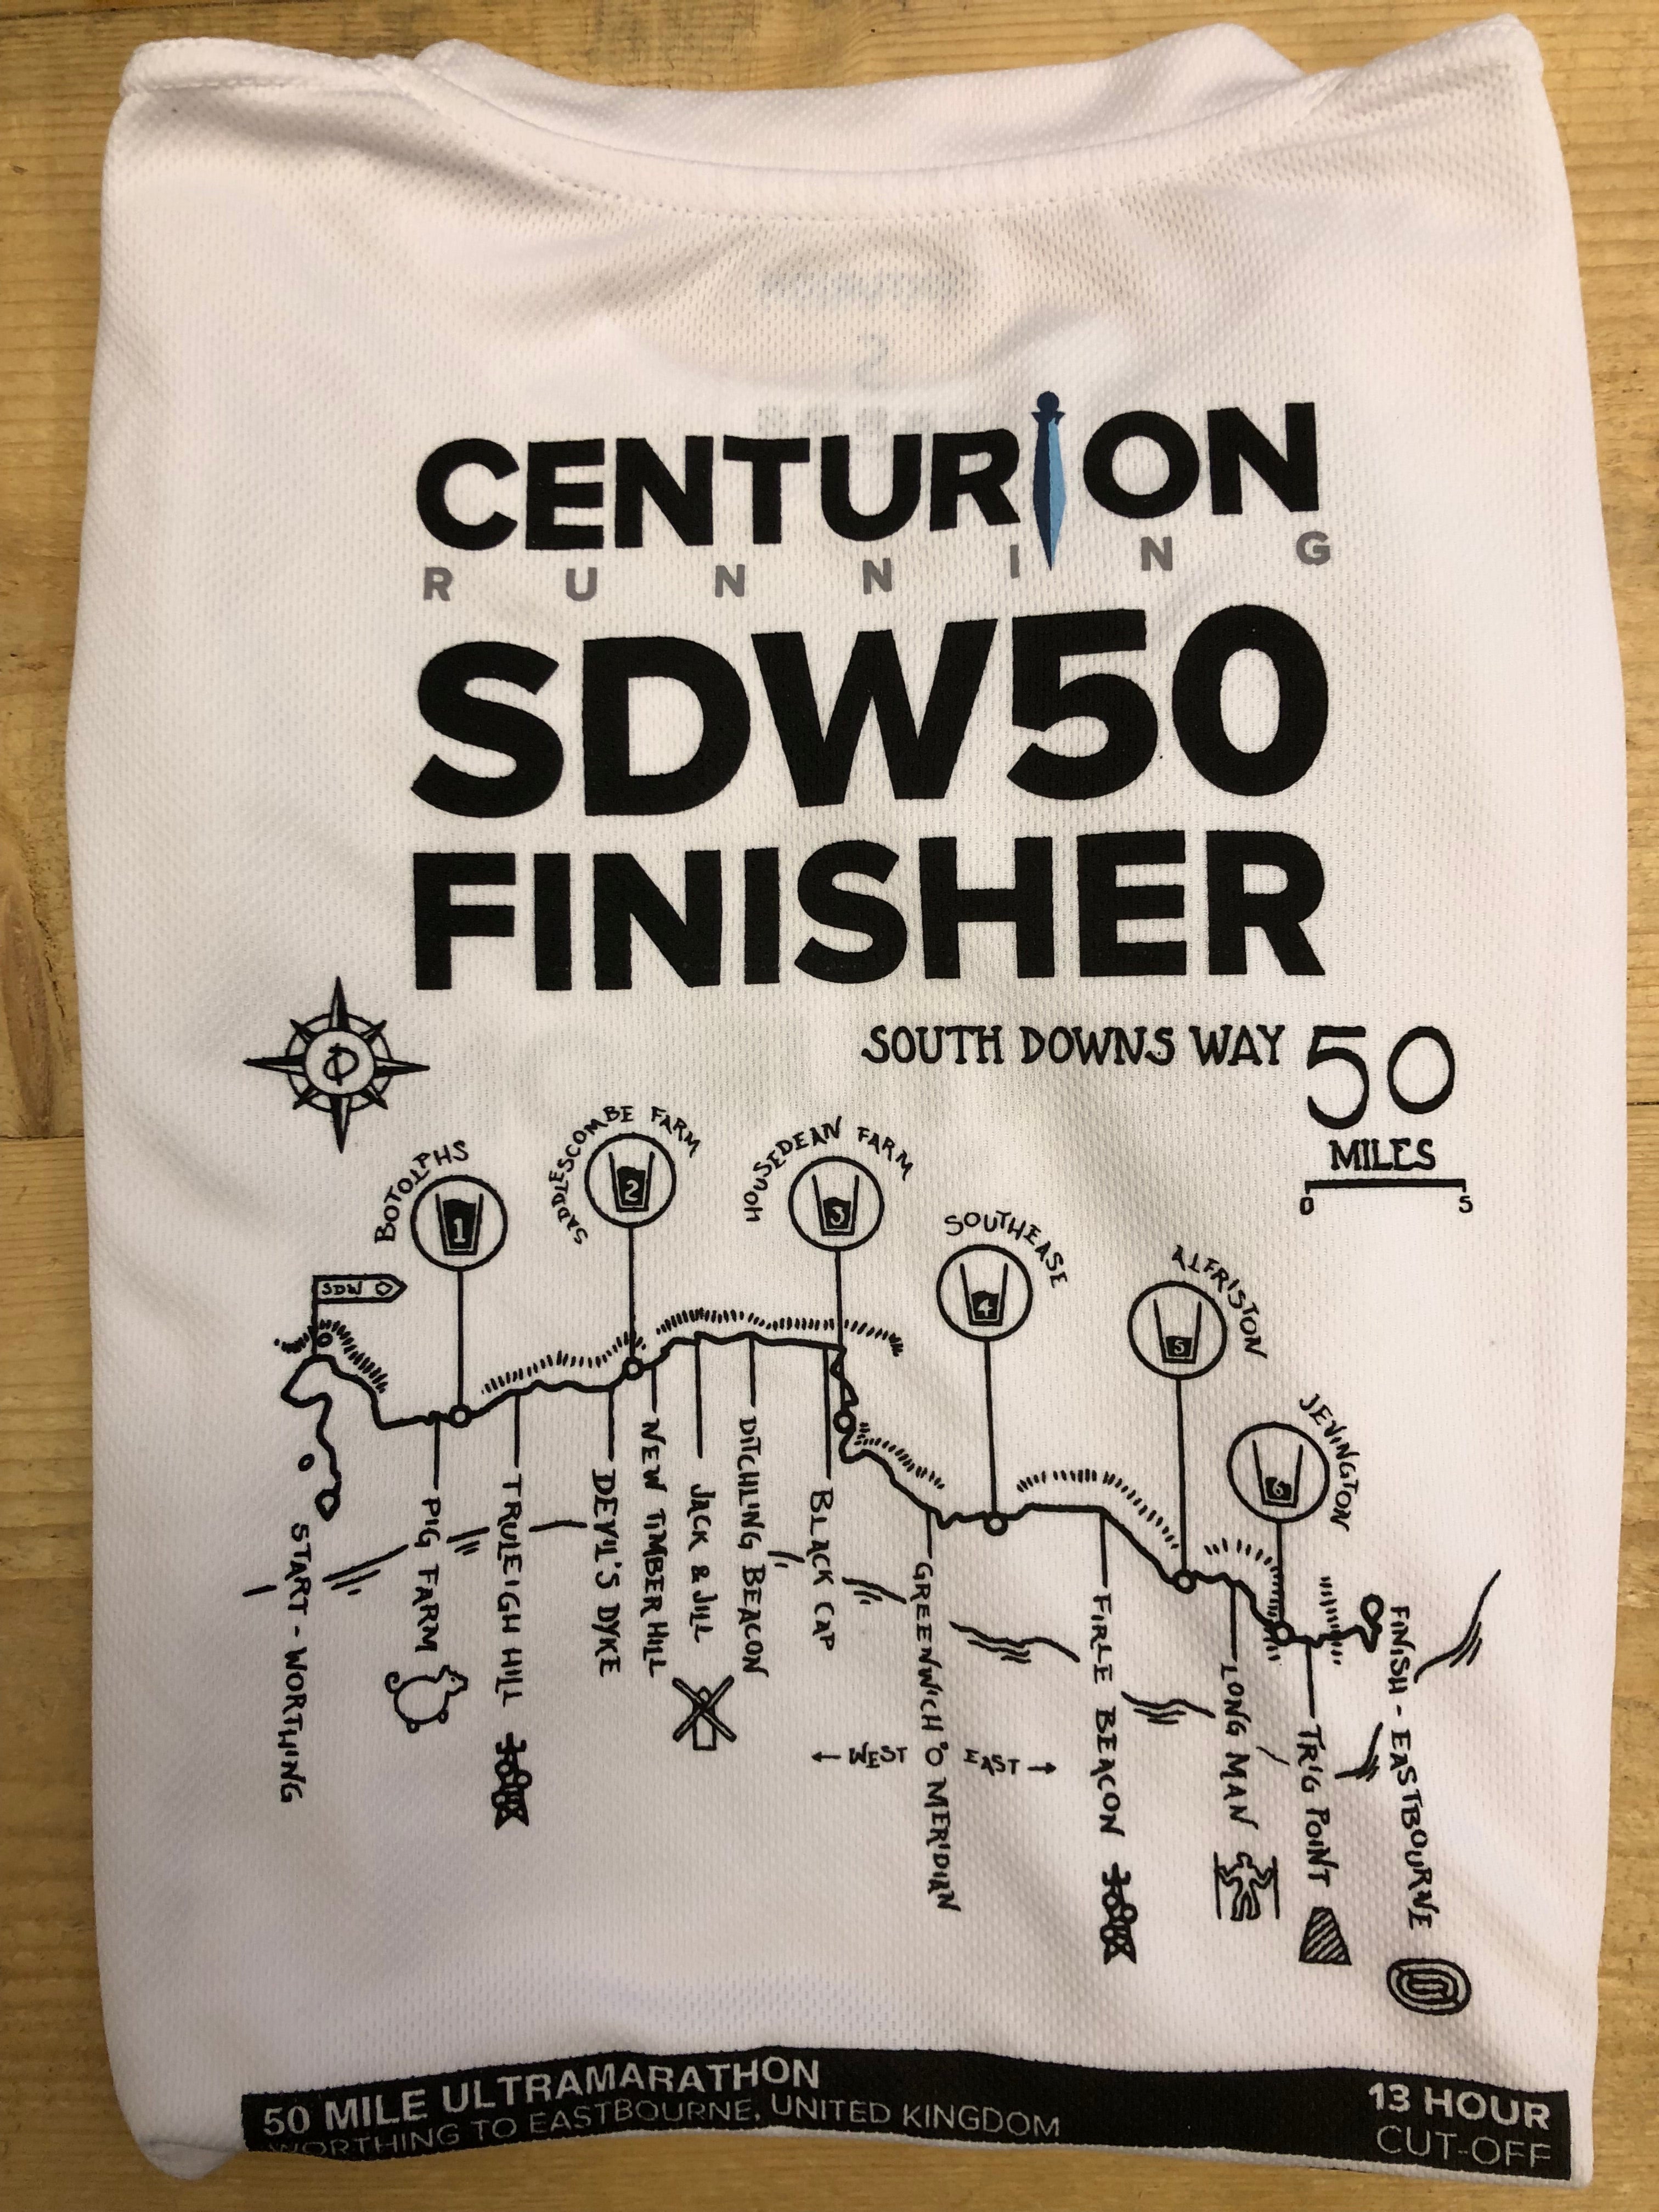 CENTURION
RUNNING
SDW50
FINISHER
SOUTH DOWNS WAY 50
MILES
0 5
BOTOLPHS
1
SADDLESCOMBE FARM
2
HOUSEDEAN FARM
3
SOUTHEASE
4
ALFRISTON
5
JEVINGTON
6
SDW
START - WORTHING
PIG FARM
TRULEIGH HILL
DEVIL'S DYKE
NEW TIMBER HILL
JACK & JILL
DITCHLING BEACON
BLACK CAP
GREENWICH 0° MERIDIAN
← WEST
EAST →
FIRLE BEACON
LONG MAN
TRIG POINT
FINISH - EASTBOURNE
50 MILE ULTRAMARATHON
WORTHING TO EASTBOURNE, UNITED KINGDOM
13 HOUR
CUT-OFF